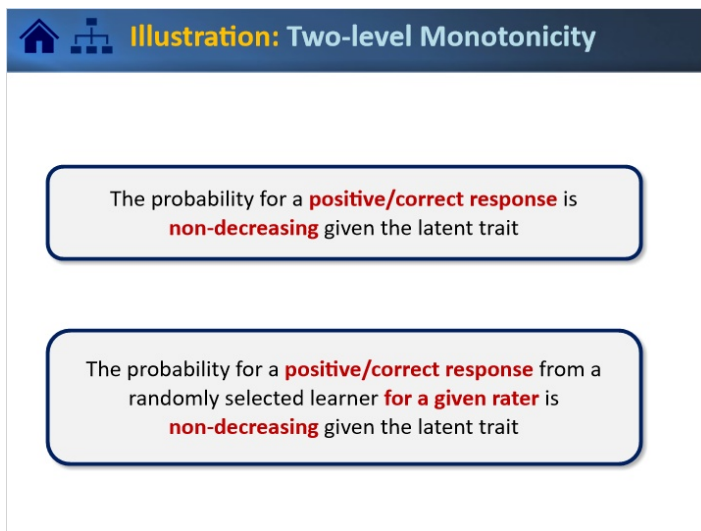 Illustration: Two-level Monotonicity
The probability for a positive/correct response is
non-decreasing given the latent trait
The probability for a positive/correct response from a
randomly selected learner for a given rater is
non-decreasing given the latent trait